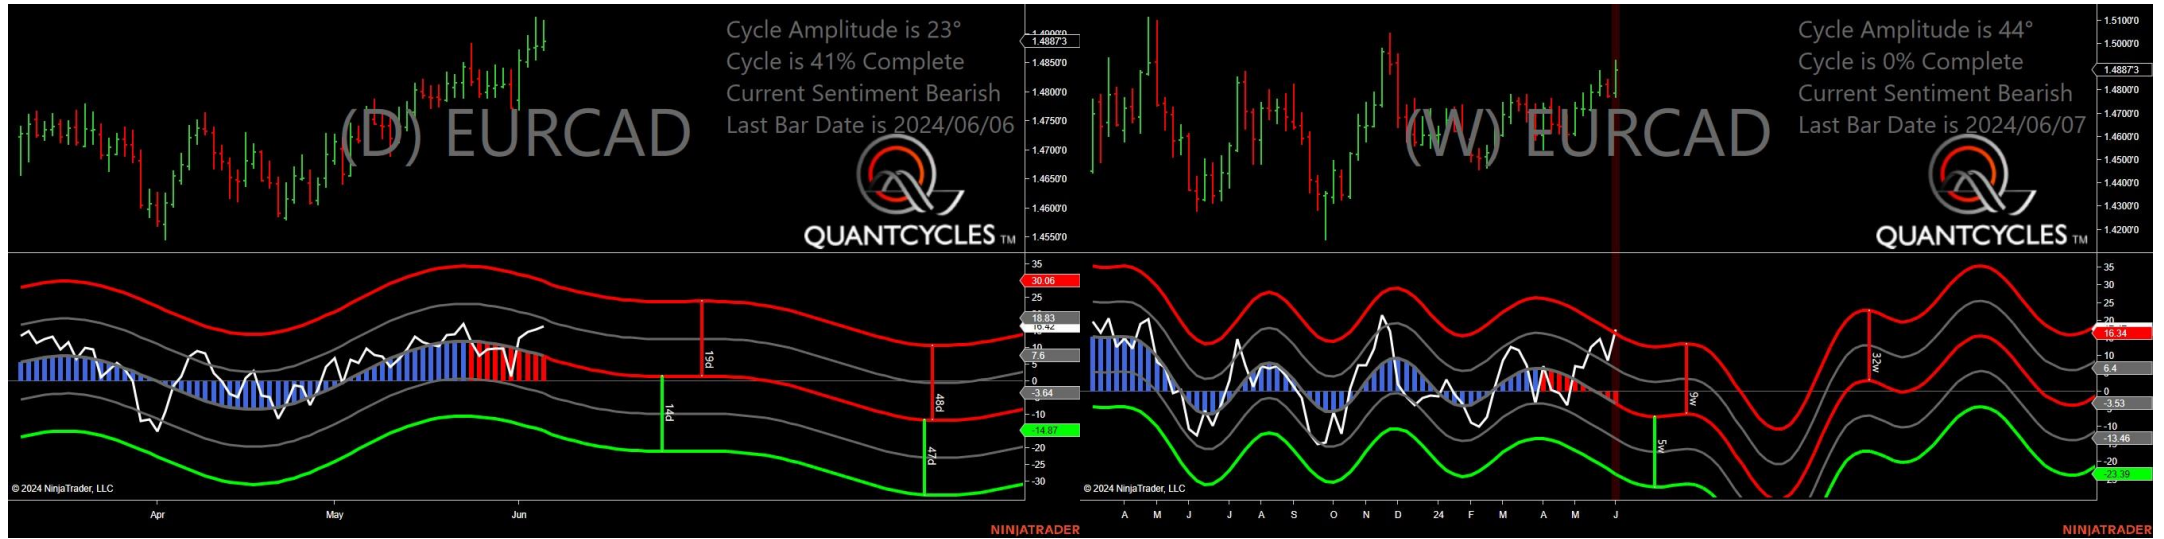 Cycle Amplitude is 23°
Cycle is 41% Complete
Current Sentiment Bearish
Last Bar Date is 2024/06/06
(D) EURCAD
QUANTCYCLES TM
1.4887'3
1.4850'0
1.4800'0
1.4750'0
1.4700'0
1.4650'0
1.4600'0
1.4550'0
35
30.06
25
18.83
16.42
10
7.6
5
0
-3.64
-10
-14.87
-20
-25
-30
19d
14d
48d
47d
© 2024 NinjaTrader, LLC
Apr
May
Jun
NINJATRADER
Cycle Amplitude is 44°
Cycle is 0% Complete
Current Sentiment Bearish
Last Bar Date is 2024/06/07
(W) EURCAD
QUANTCYCLES TM
1.5100'0
1.5000'0
1.4887'3
1.4800'0
1.4700'0
1.4600'0
1.4500'0
1.4400'0
1.4300'0
1.4200'0
35
30
25
20
16.34
10
6.4
0
-3.53
-10
-13.46
-20
-23.39
9w
5w
32w
© 2024 NinjaTrader, LLC
A M J J A S O N D 24 F M A M J
NINJATRADER